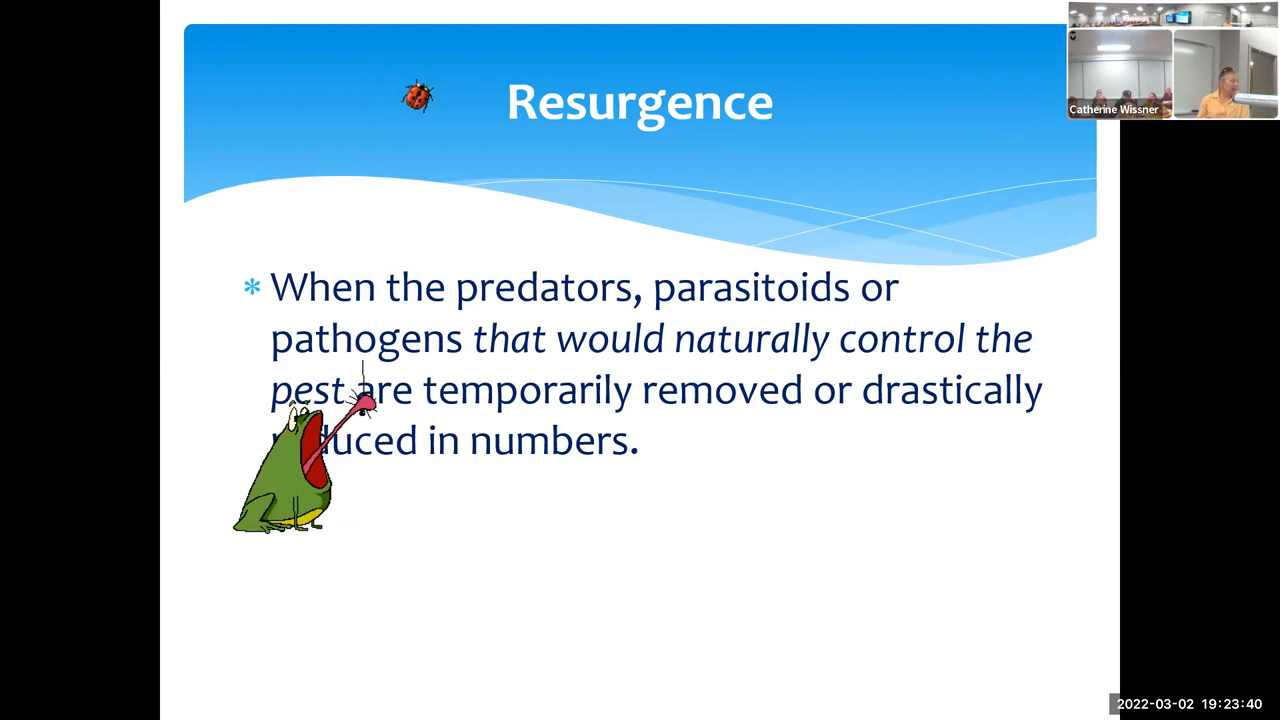 Resurgence
Catherine Wissner
* When the predators, parasitoids or
pathogens that would naturally control the
pest are temporarily removed or drastically
reduced in numbers.
2022-03-02 19:23:40